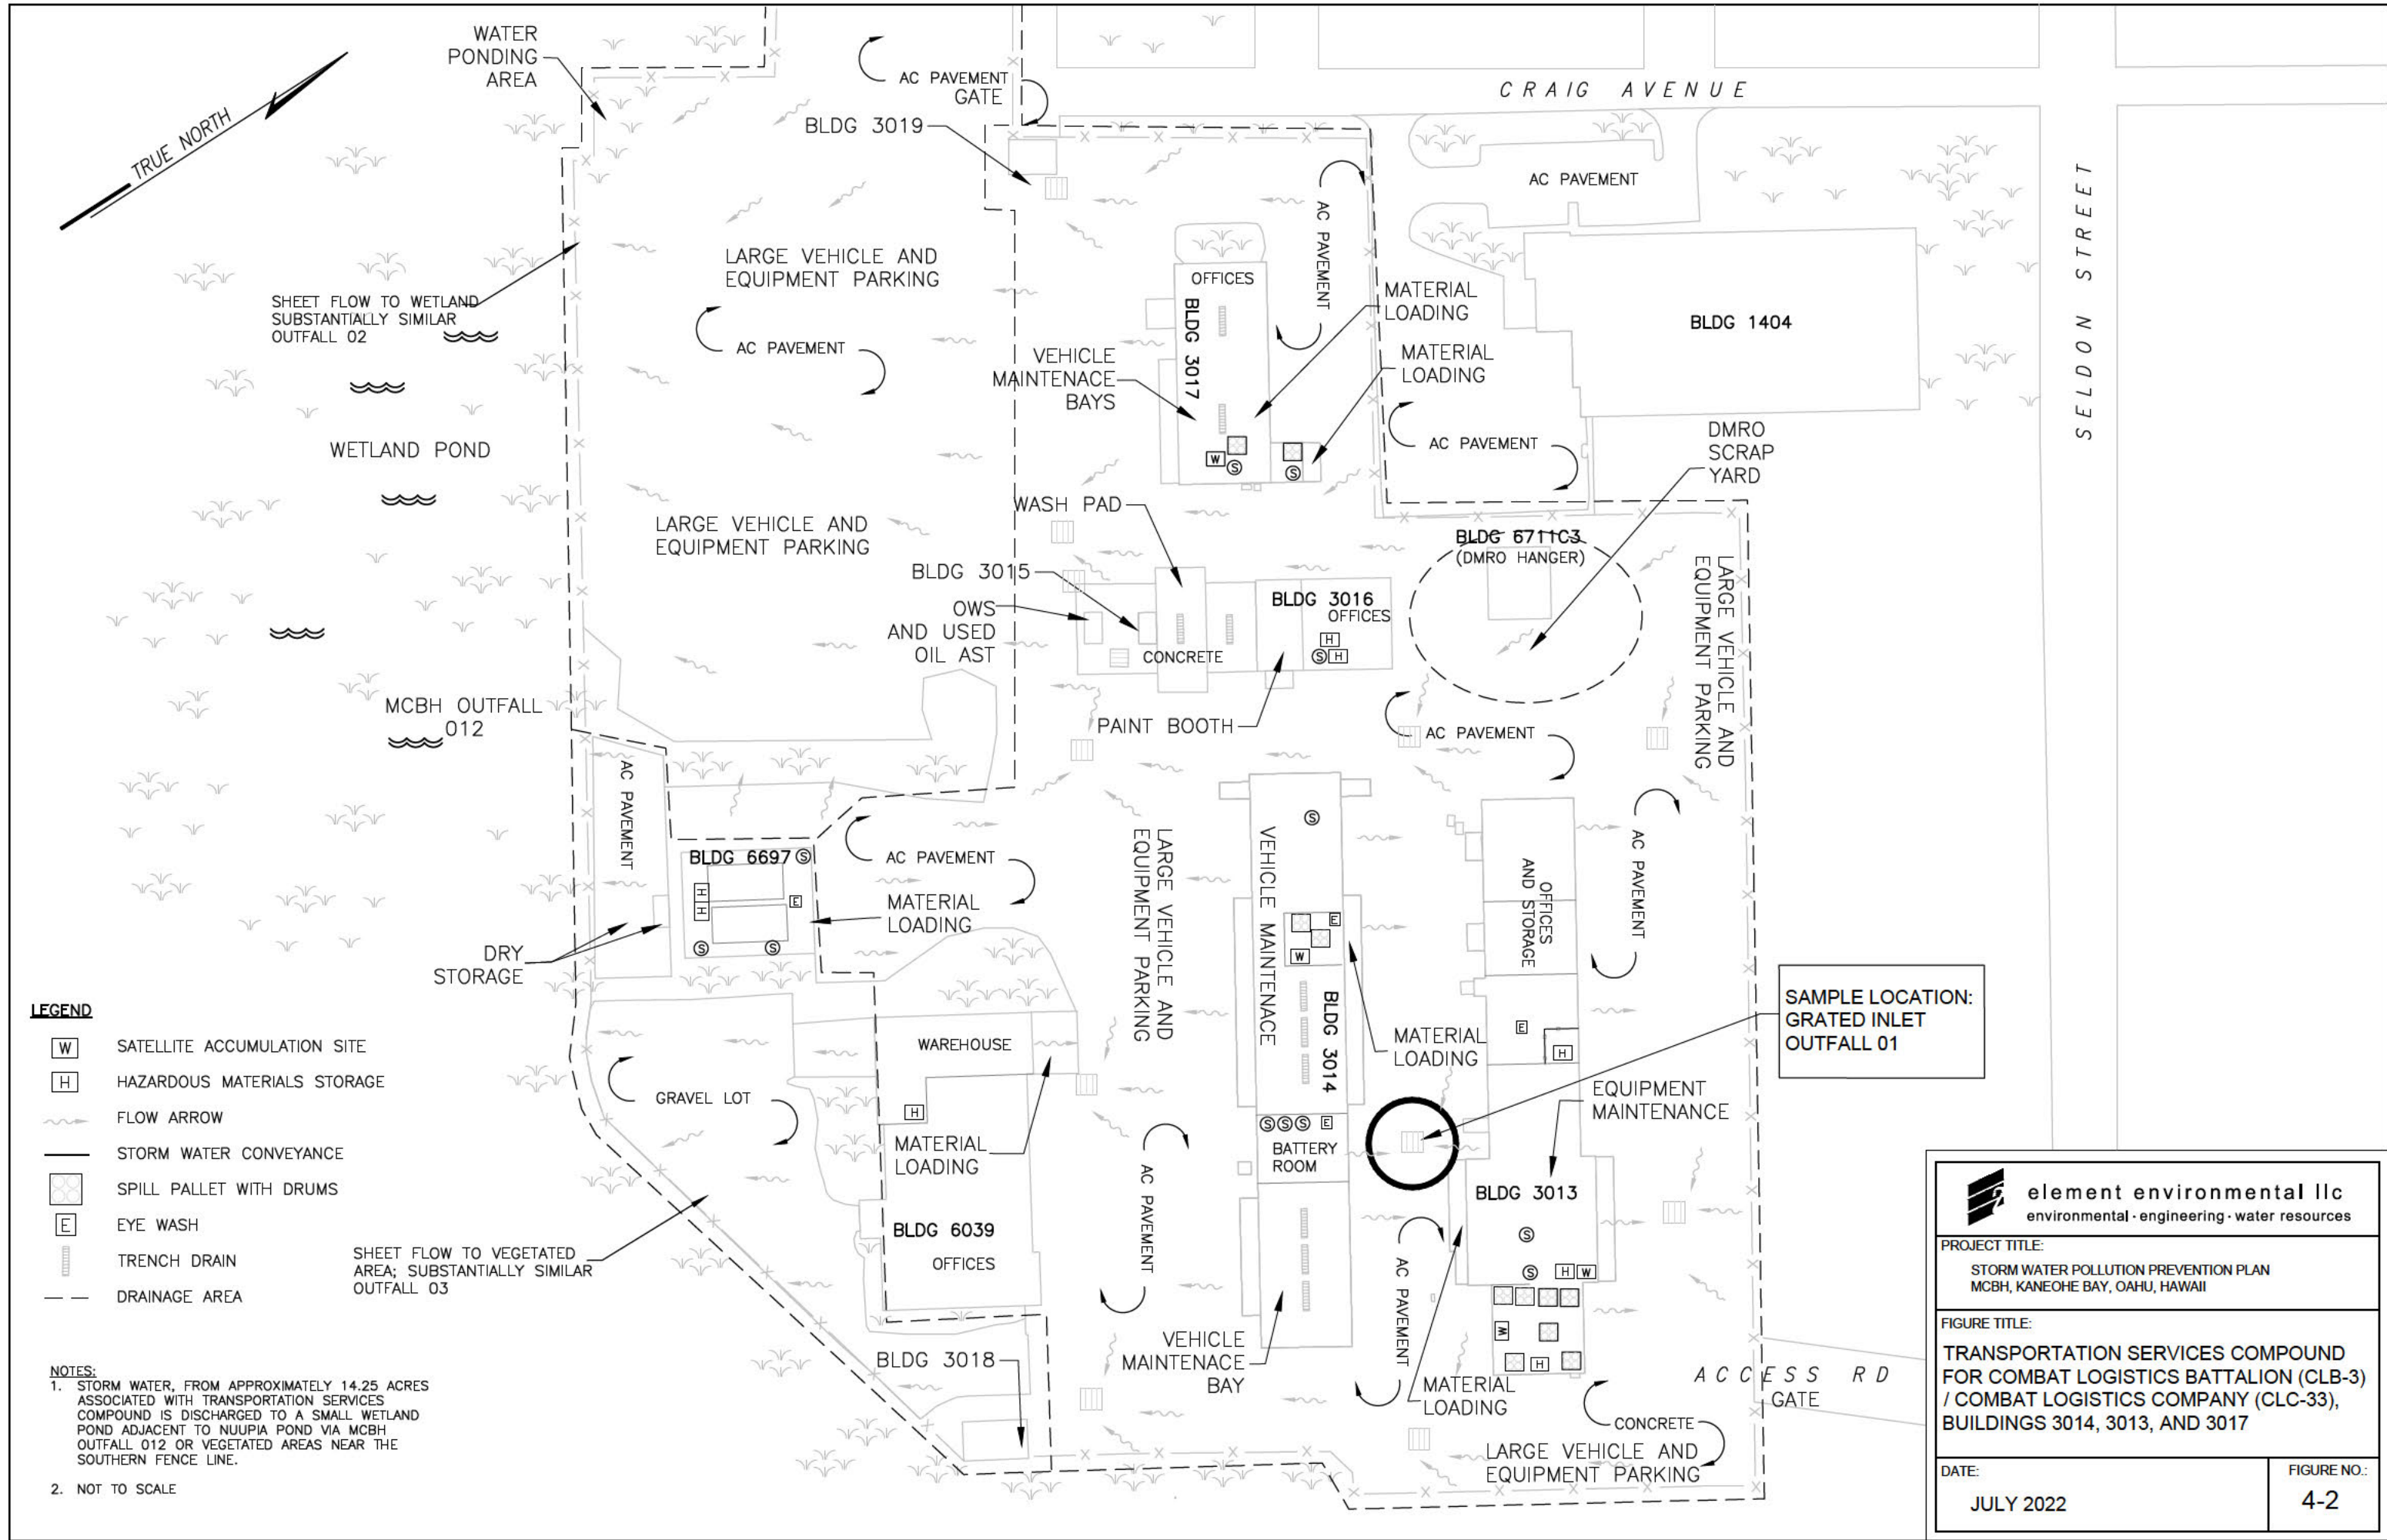 WATER
PONDING
AREA
TRUE NORTH
AC PAVEMENT
GATE
CRAIG AVENUE
BLDG 3019
AC PAVEMENT
AC PAVEMENT
SELDON STREET
LARGE VEHICLE AND
EQUIPMENT PARKING
OFFICES
BLDG 3017
MATERIAL
LOADING
SHEET FLOW TO WETLAND
SUBSTANTIALLY SIMILAR
OUTFALL 02
BLDG 1404
AC PAVEMENT
VEHICLE
MAINTENACE
BAYS
MATERIAL
LOADING
WETLAND POND
AC PAVEMENT
DMRO
SCRAP
YARD
W
S
S
WASH PAD
LARGE VEHICLE AND
EQUIPMENT PARKING
BLDG 6711C3
(DMRO HANGER)
LARGE VEHICLE AND
EQUIPMENT PARKING
BLDG 3015
OWS
AND USED
OIL AST
BLDG 3016
OFFICES
H
S H
CONCRETE
MCBH OUTFALL
012
PAINT BOOTH
AC PAVEMENT
AC PAVEMENT
S
BLDG 6697 S
AC PAVEMENT
LARGE VEHICLE AND
EQUIPMENT PARKING
VEHICLE MAINTENANCE
OFFICES
AND STORAGE
AC PAVEMENT
H
H
E
MATERIAL
LOADING
E
W
S
S
DRY
STORAGE
SAMPLE LOCATION:
GRATED INLET
OUTFALL 01
BLDG 3014
LEGEND
W SATELLITE ACCUMULATION SITE
H HAZARDOUS MATERIALS STORAGE
FLOW ARROW
STORM WATER CONVEYANCE
SPILL PALLET WITH DRUMS
E EYE WASH
TRENCH DRAIN
DRAINAGE AREA
WAREHOUSE
MATERIAL
LOADING
E
H
GRAVEL LOT
H
EQUIPMENT
MAINTENANCE
MATERIAL
LOADING
S S S E
BATTERY
ROOM
AC PAVEMENT
BLDG 3013
BLDG 6039
OFFICES
S
SHEET FLOW TO VEGETATED
AREA; SUBSTANTIALLY SIMILAR
OUTFALL 03
S H W
AC PAVEMENT
W
H
VEHICLE
MAINTENACE
BAY
BLDG 3018
MATERIAL
LOADING
ACCESS RD
GATE
CONCRETE
LARGE VEHICLE AND
EQUIPMENT PARKING
NOTES:
1. STORM WATER, FROM APPROXIMATELY 14.25 ACRES
ASSOCIATED WITH TRANSPORTATION SERVICES
COMPOUND IS DISCHARGED TO A SMALL WETLAND
POND ADJACENT TO NUUPIA POND VIA MCBH
OUTFALL 012 OR VEGETATED AREAS NEAR THE
SOUTHERN FENCE LINE.
2. NOT TO SCALE
element environmental llc
environmental · engineering · water resources
PROJECT TITLE:
STORM WATER POLLUTION PREVENTION PLAN
MCBH, KANEOHE BAY, OAHU, HAWAII
FIGURE TITLE:
TRANSPORTATION SERVICES COMPOUND
FOR COMBAT LOGISTICS BATTALION (CLB-3)
/ COMBAT LOGISTICS COMPANY (CLC-33),
BUILDINGS 3014, 3013, AND 3017
DATE:
JULY 2022
FIGURE NO.:
4-2